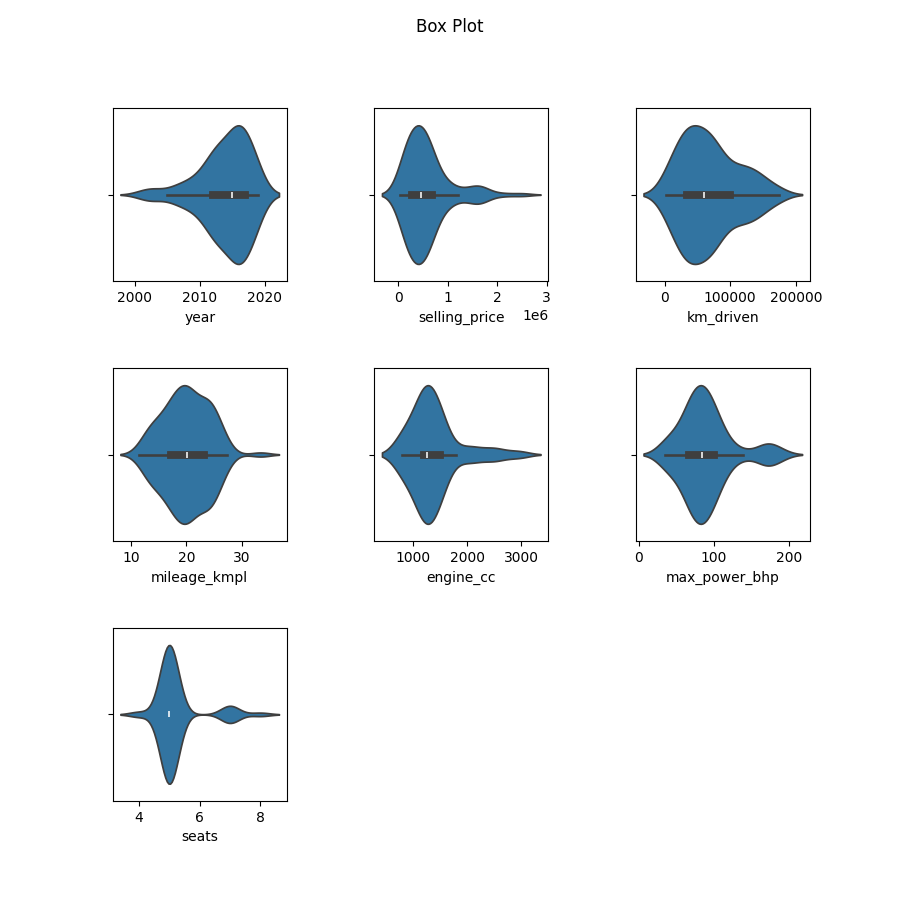 Box Plot
2000 2010 2020
year
0 1 2 3
1e6
selling_price
0 100000 200000
km_driven
10 20 30
mileage_kmpl
1000 2000 3000
engine_cc
0 100 200
max_power_bhp
4 6 8
seats